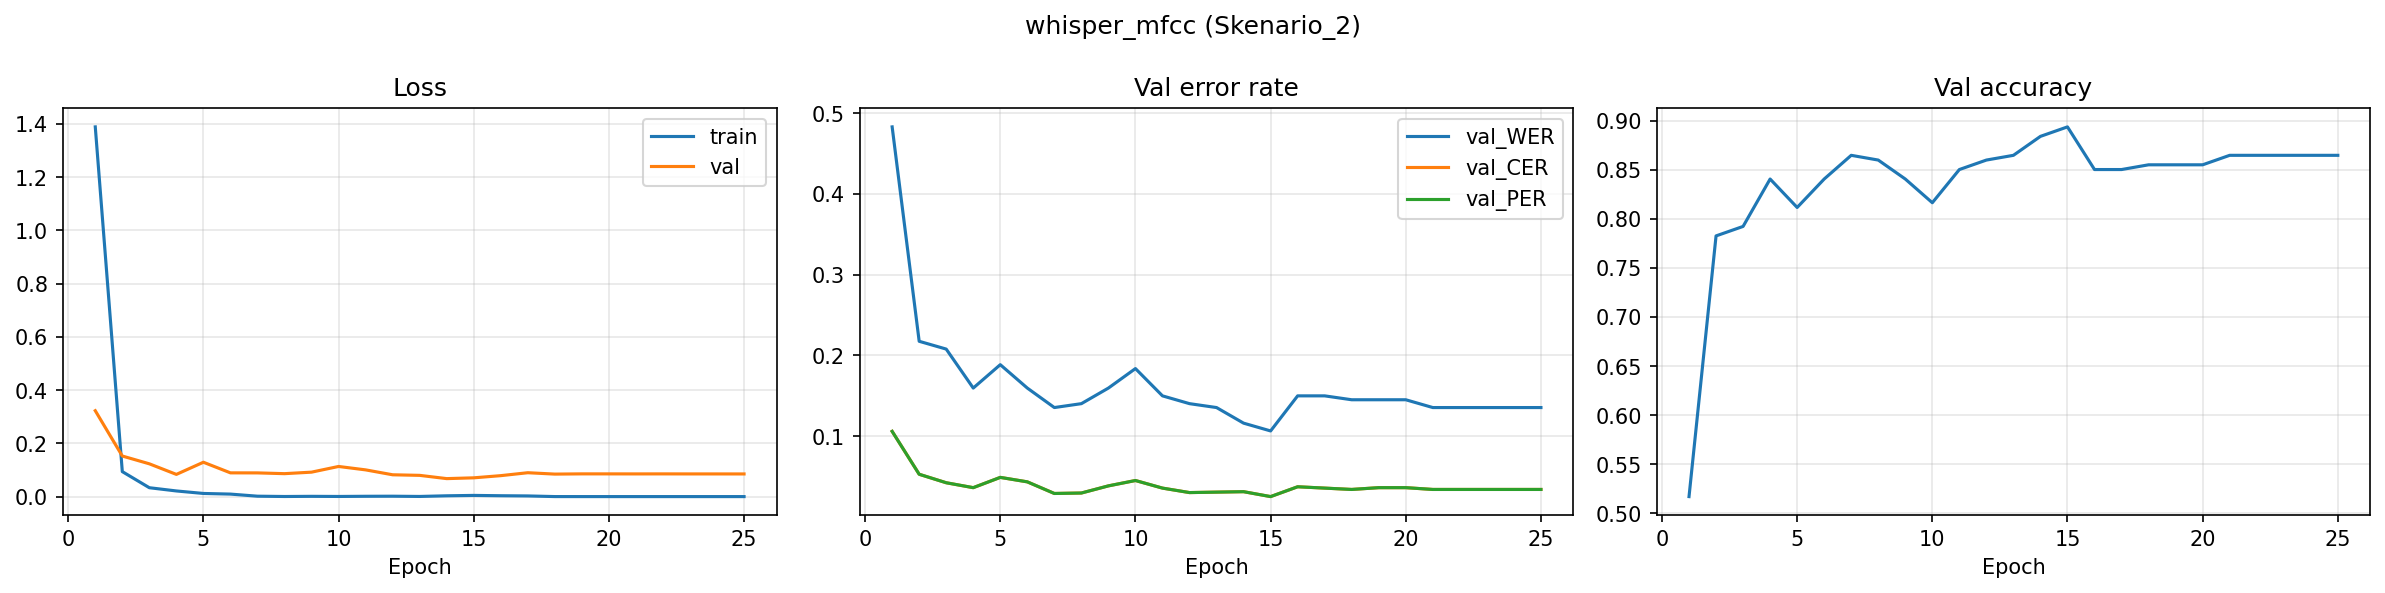 whisper_mfcc (Skenario_2)
Loss
1.4
1.2
1.0
0.8
0.6
0.4
0.2
0.0
train
val
0 5 10 15 20 25
Epoch
Val error rate
0.5
0.4
0.3
0.2
0.1
val_WER
val_CER
val_PER
0 5 10 15 20 25
Epoch
Val accuracy
0.90
0.85
0.80
0.75
0.70
0.65
0.60
0.55
0.50
0 5 10 15 20 25
Epoch